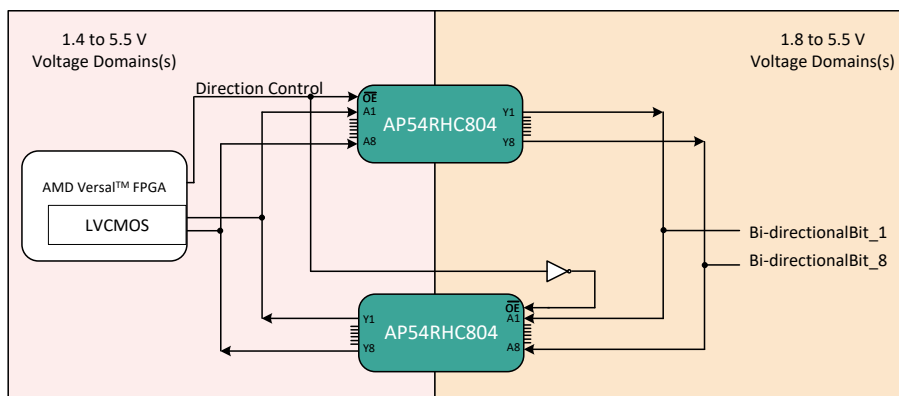 1.4 to 5.5 V
Voltage Domains(s)
1.8 to 5.5 V
Voltage Domains(s)
Direction Control
OE
A1
A8
AP54RHC804
Y1
Y8
AMD Versal™ FPGA
LVCMOS
Bi-directionalBit_1
Bi-directionalBit_8
Y1
Y8
AP54RHC804
OE
A1
A8